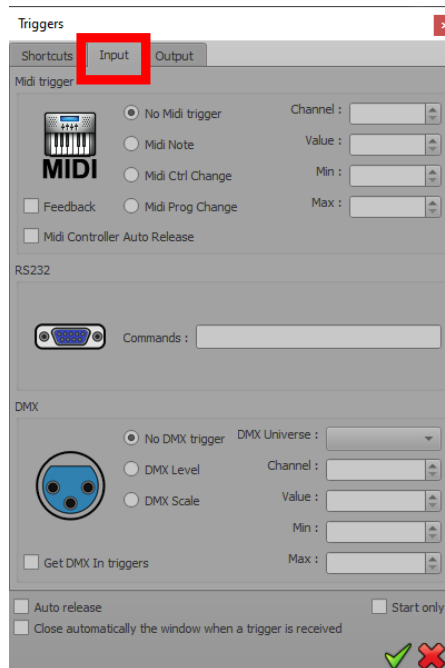 Triggers
Shortcuts Input Output
Midi trigger
No Midi trigger Channel :
Midi Note Value :
MIDI
Midi Ctrl Change Min :
Feedback Midi Prog Change Max :
Midi Controller Auto Release
RS232
Commands :
DMX
No DMX trigger DMX Universe :
DMX Level Channel :
DMX Scale Value :
Min :
Get DMX In triggers Max :
Auto release Start only
Close automatically the window when a trigger is received